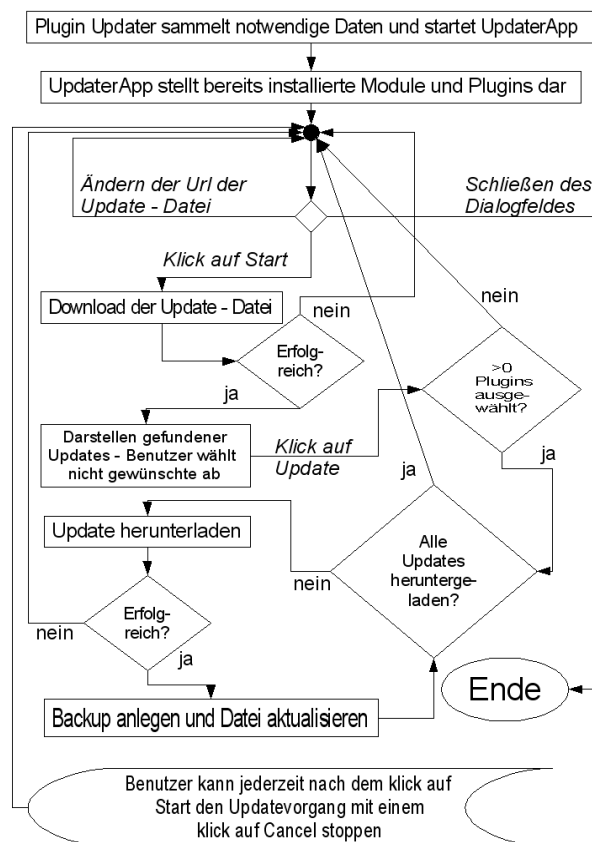 Plugin Updater sammelt notwendige Daten und startet UpdaterApp
UpdaterApp stellt bereits installierte Module und Plugins dar
Ändern der Url der
Update - Datei
Schließen des
Dialogfeldes
Klick auf Start
nein
Download der Update - Datei
nein
Erfolg-
reich?
>0
Plugins
ausge-
wählt?
ja
Darstellen gefundener
Updates - Benutzer wählt
nicht gewünschte ab
Klick auf
Update
ja
ja
Update herunterladen
Alle
Updates
herunterge-
laden?
nein
Erfolg-
reich?
nein
ja
Backup anlegen und Datei aktualisieren
Ende
Benutzer kann jederzeit nach dem klick auf
Start den Updatevorgang mit einem
klick auf Cancel stoppen